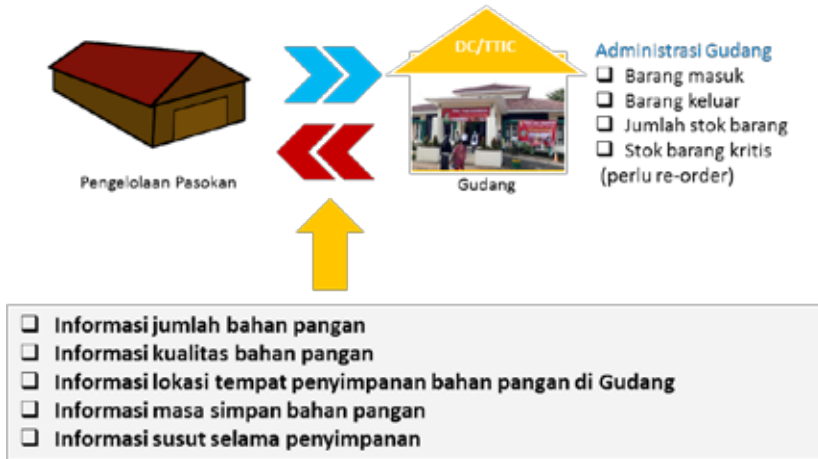 DC/TTIC
Administrasi Gudang
Barang masuk
Barang keluar
Jumlah stok barang
Stok barang kritis
(perlu re-order)
Pengelolaan Pasokan
Gudang
Informasi jumlah bahan pangan
Informasi kualitas bahan pangan
Informasi lokasi tempat penyimpanan bahan pangan di Gudang
Informasi masa simpan bahan pangan
Informasi susut selama penyimpanan